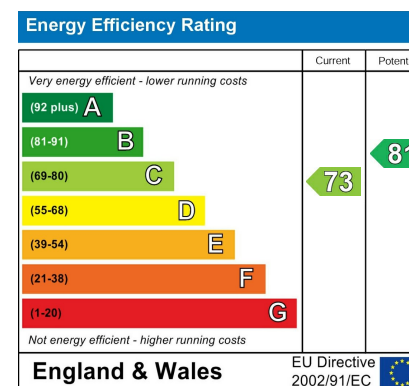 Energy Efficiency Rating
Current
Potent
Very energy efficient - lower running costs
(92 plus) A
(81-91) B
81
(69-80) C
73
(55-68) D
(39-54) E
(21-38) F
(1-20) G
Not energy efficient - higher running costs
England & Wales
EU Directive
2002/91/EC